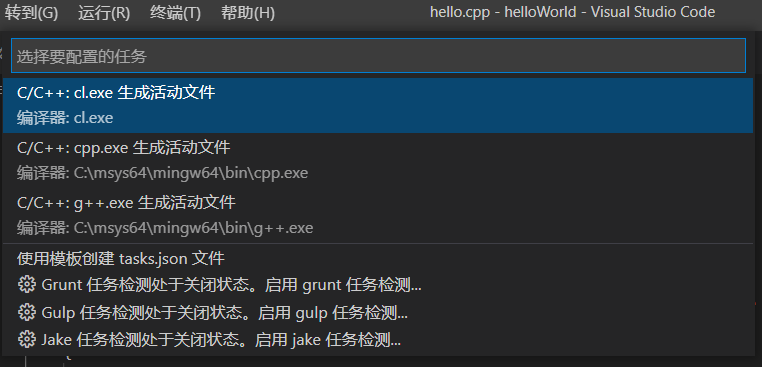 转到(G) 运行(R) 终端(T) 帮助(H) hello.cpp - helloWorld - Visual Studio Code
选择要配置的任务
C/C++: cl.exe 生成活动文件
编译器: cl.exe
C/C++: cpp.exe 生成活动文件
编译器: C:\msys64\mingw64\bin\cpp.exe
C/C++: g++.exe 生成活动文件
编译器: C:\msys64\mingw64\bin\g++.exe
使用模板创建 tasks.json 文件
Grunt 任务检测处于关闭状态。启用 grunt 任务检测...
Gulp 任务检测处于关闭状态。启用 gulp 任务检测...
Jake 任务检测处于关闭状态。启用 jake 任务检测...